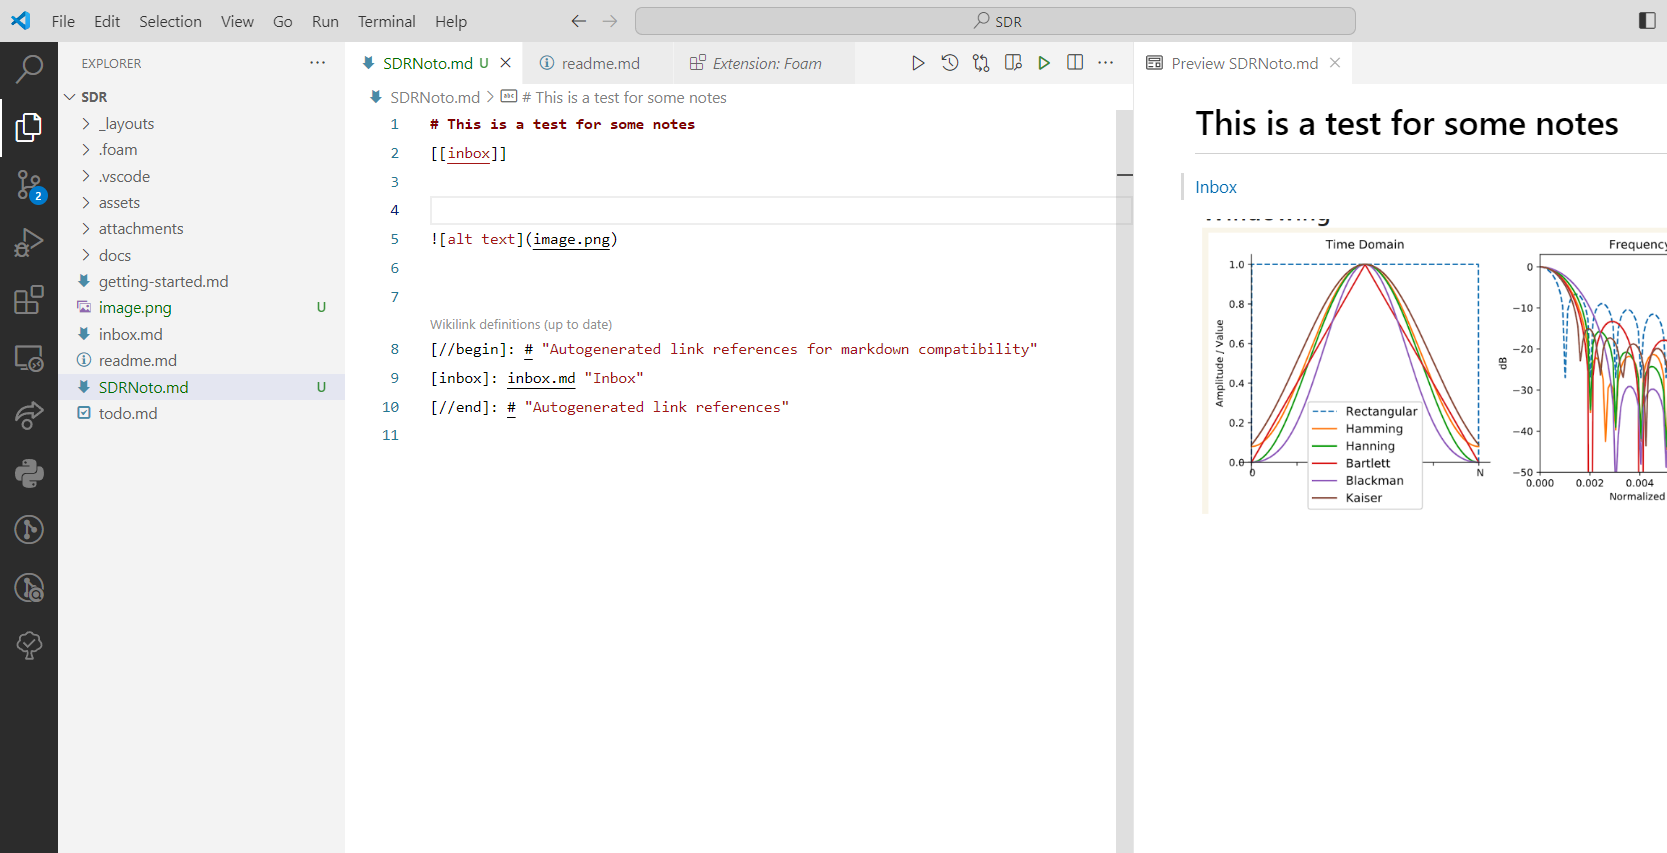 File Edit Selection View Go Run Terminal Help
SDR
EXPLORER
SDR
_layouts
.foam
.vscode
assets
attachments
docs
getting-started.md
image.png U
inbox.md
readme.md
SDRNoto.md U
todo.md
2
SDRNoto.md U
readme.md
Extension: Foam
SDRNoto.md
# This is a test for some notes
1 # This is a test for some notes
2 [[inbox]]
3
4
5 ![alt text](image.png)
6
7
Wikilink definitions (up to date)
8 [//begin]: # "Autogenerated link references for markdown compatibility"
9 [inbox]: inbox.md "Inbox"
10 [//end]: # "Autogenerated link references"
11
Preview SDRNoto.md
This is a test for some notes
Inbox
Time Domain
Amplitude / Value
1.0
0.8
0.6
0.4
0.2
0.0
0
N
Rectangular
Hamming
Hanning
Bartlett
Blackman
Kaiser
Frequency
dB
0
−10
−20
−30
−40
−50
0.000 0.002 0.004
Normalized